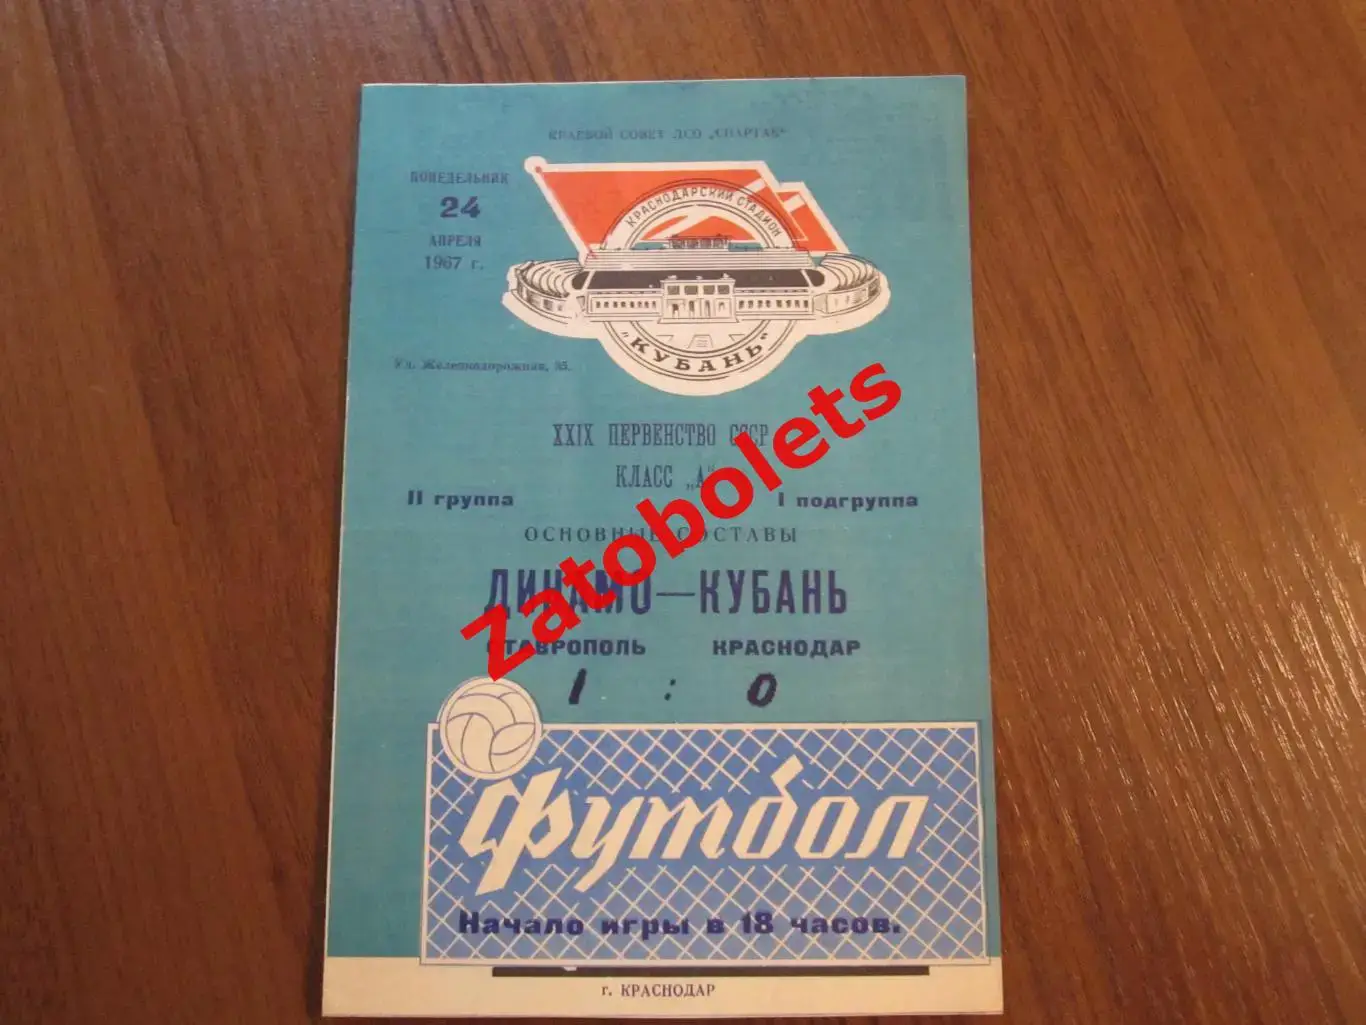 КРАЕВОЙ СОВЕТ ДСО „СПАРТАК“
ПОНЕДЕЛЬНИК
24
АПРЕЛЯ
1967 г.
КРАСНОДАРСКИЙ СТАДИОН
„КУБАНЬ“
Ул. Железнодорожная, 35.
XXIX ПЕРВЕНСТВО СССР
КЛАСС „А“
II группа
I подгруппа
ОСНОВНЫЕ СОСТАВЫ
ДИНАМО—КУБАНЬ
СТАВРОПОЛЬ КРАСНОДАР
1 : 0
Zatobolets
Футбол
Начало игры в 18 часов.
г. КРАСНОДАР